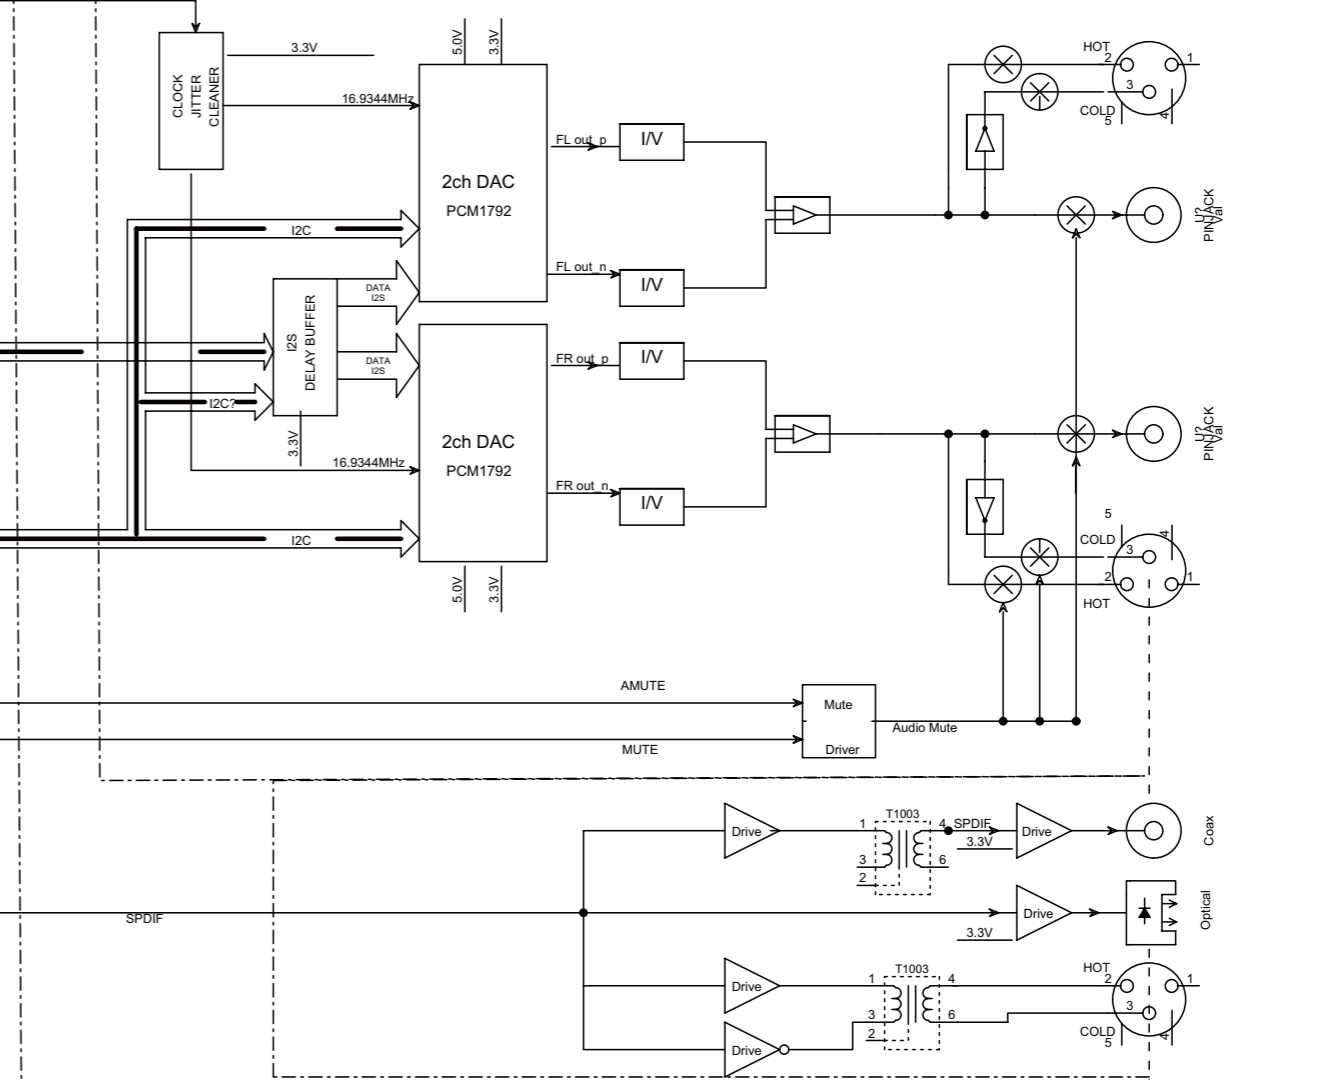 CLOCK
JITTER
CLEANER
3.3V
16.9344MHz
5.0V
3.3V
2ch DAC
PCM1792
FL out_p
I/V
FL out_n
I/V
HOT
2
1
3
COLD
5
4
U?
PINJACK
Val
I2C
DATA
I2S
I2S
DELAY BUFFER
DATA
I2S
I2C?
3.3V
16.9344MHz
I2C
2ch DAC
PCM1792
5.0V
3.3V
FR out_p
I/V
FR out_n
I/V
U?
PINJACK
Val
5
COLD
4
3
2
1
HOT
AMUTE
MUTE
Mute
Driver
Audio Mute
SPDIF
Drive
T1003
1
3
2
4
6
SPDIF
3.3V
Drive
Coax
3.3V
Drive
Optical
Drive
Drive
T1003
1
3
2
4
6
HOT
2
1
3
COLD
5
4